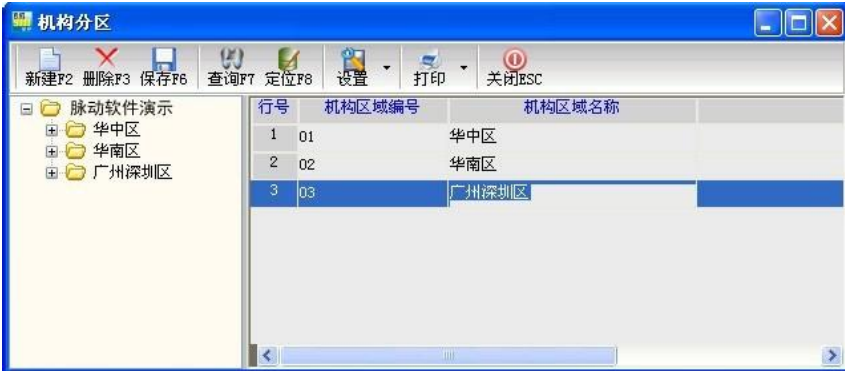 机构分区
新建F2 删除F3 保存F6 查询F7 定位F8 设置 打印 关闭ESC
脉动软件演示
华中区
华南区
广州深圳区
行号 机构区域编号 机构区域名称
1 01 华中区
2 02 华南区
3 03 广州深圳区